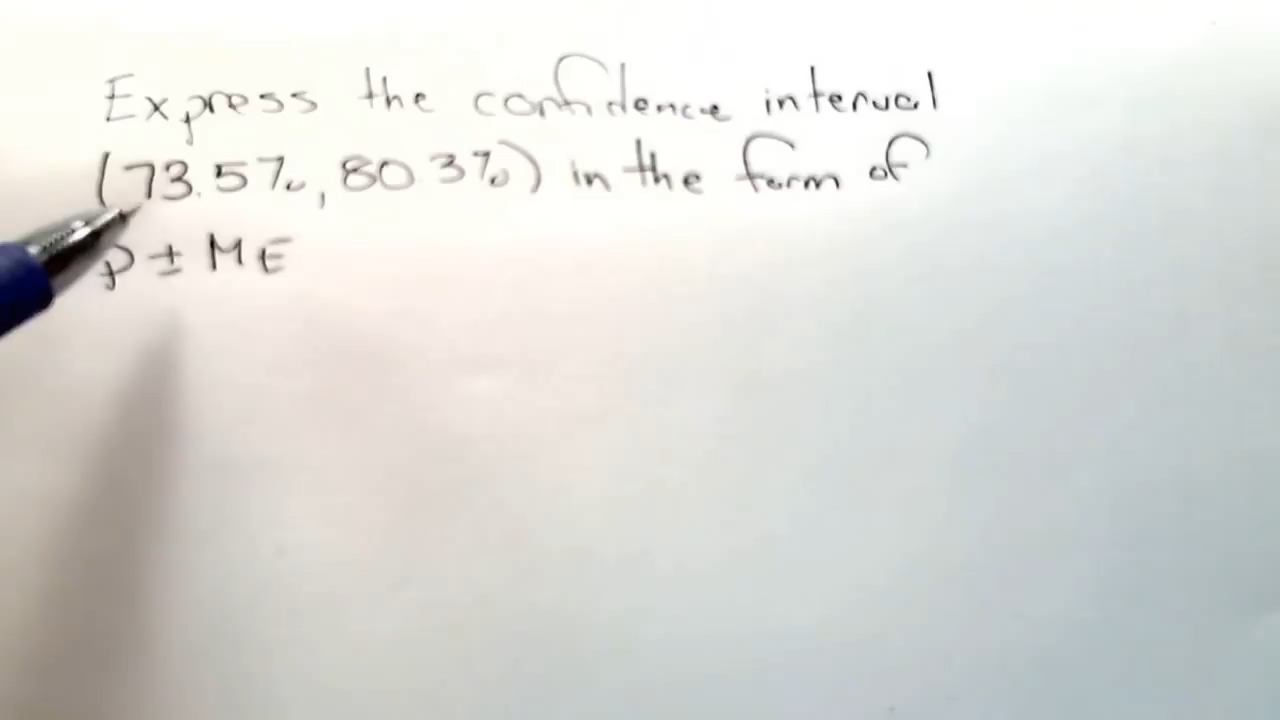 Express the confidence interval
(73.5%, 80.3%) in the form of
p ± ME